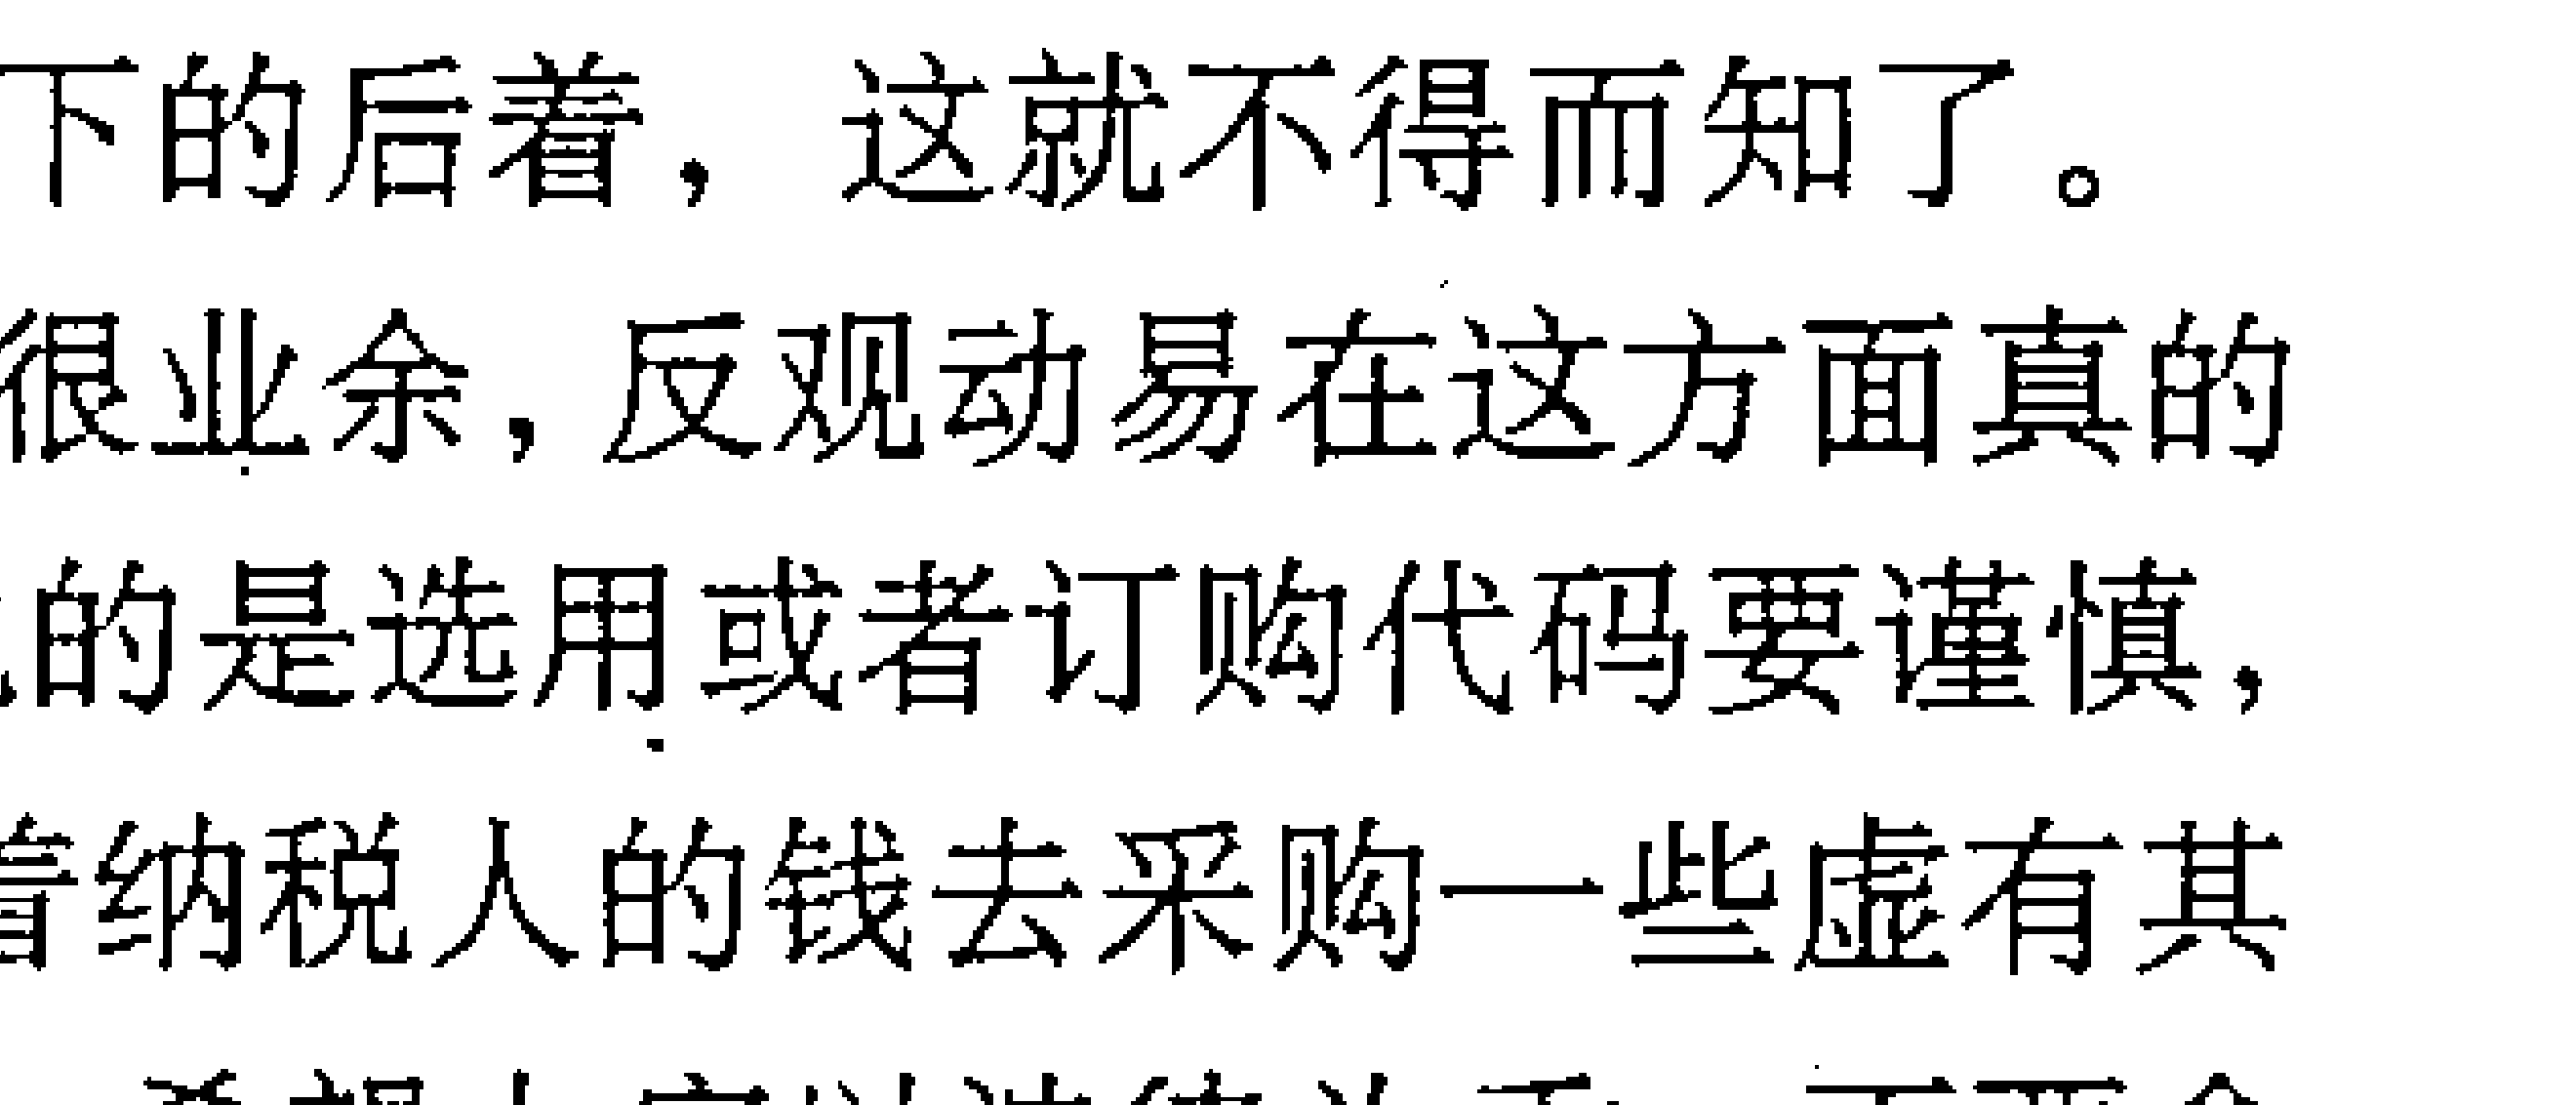 下的后着，这就不得而知了。
很业余，反观动易在这方面真的
的是选用或者订购代码要谨慎，
着纳税人的钱去采购一些虚有其